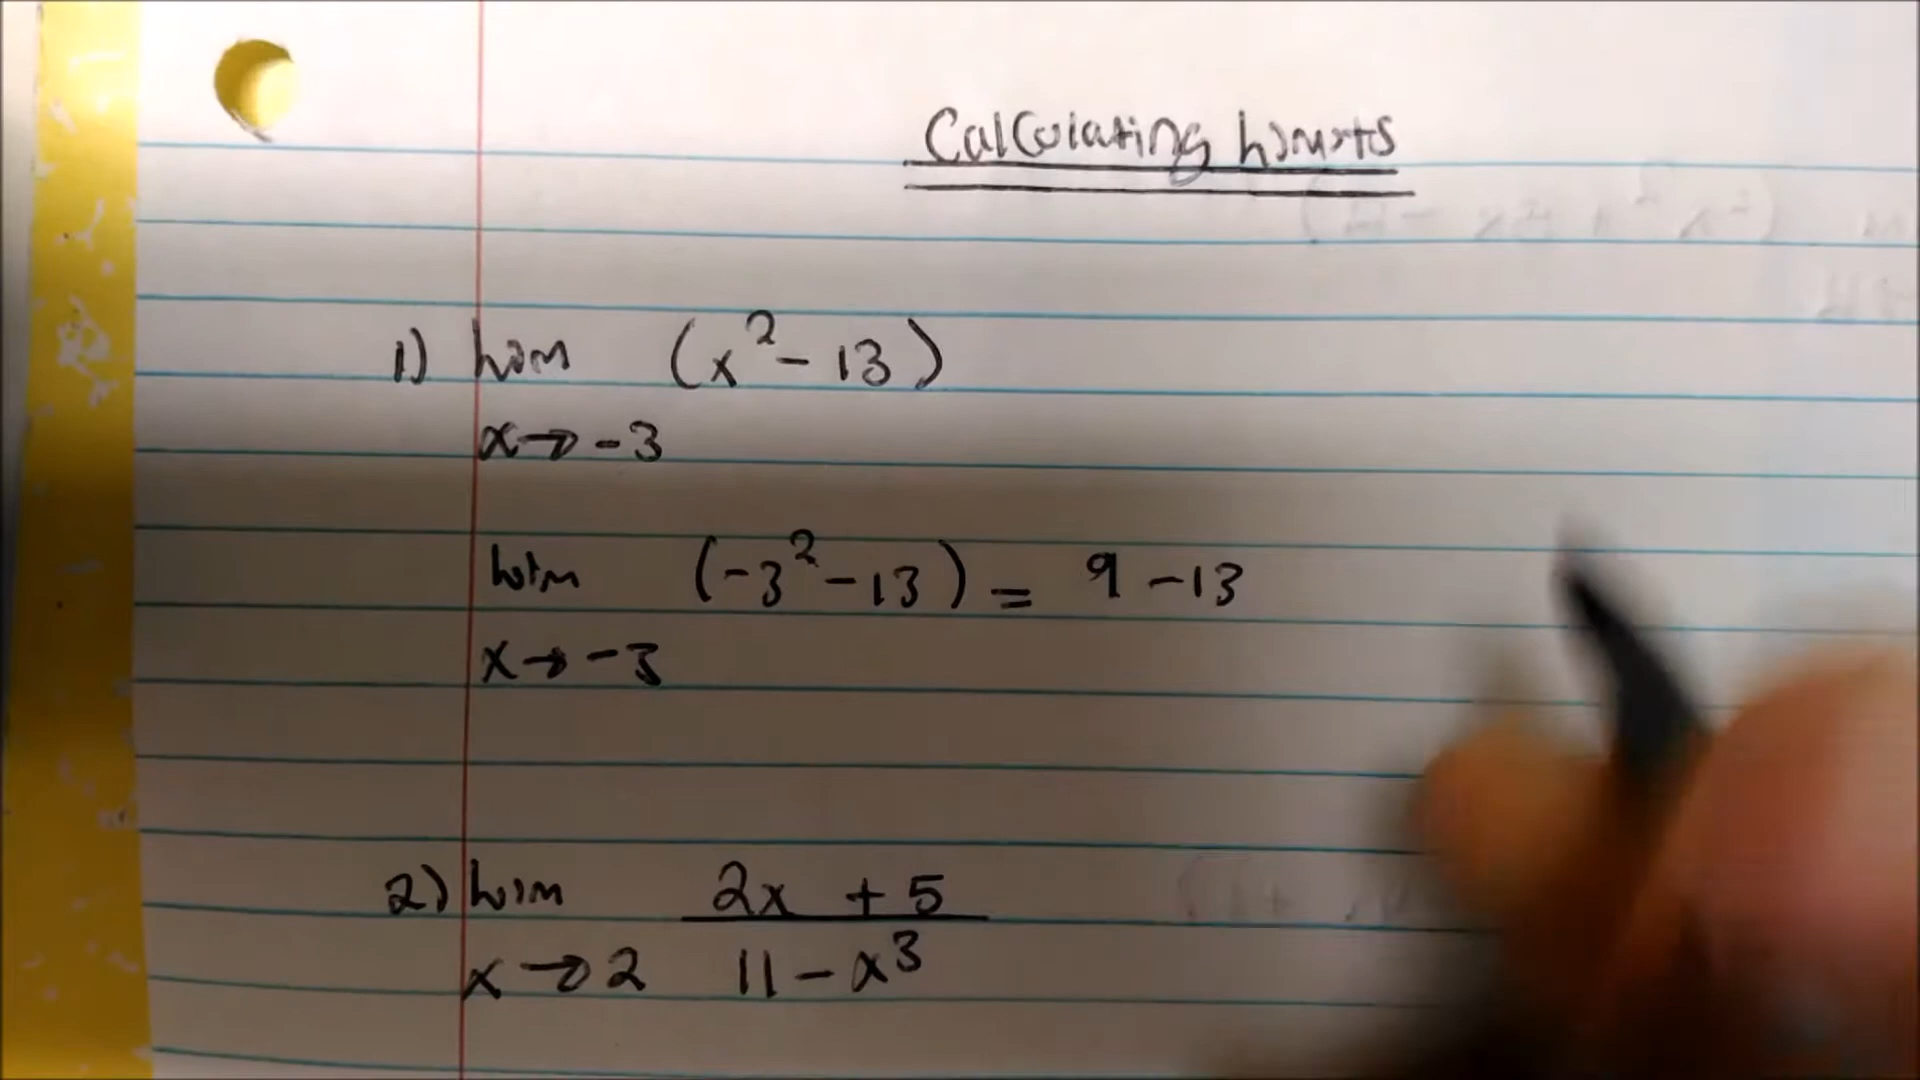 Calculating Limits
1) Lim (x² - 13)
x → -3
Lim (-3² - 13) = 9 - 13
x → -3
2) Lim 2x + 5
x → 2 11 - x³